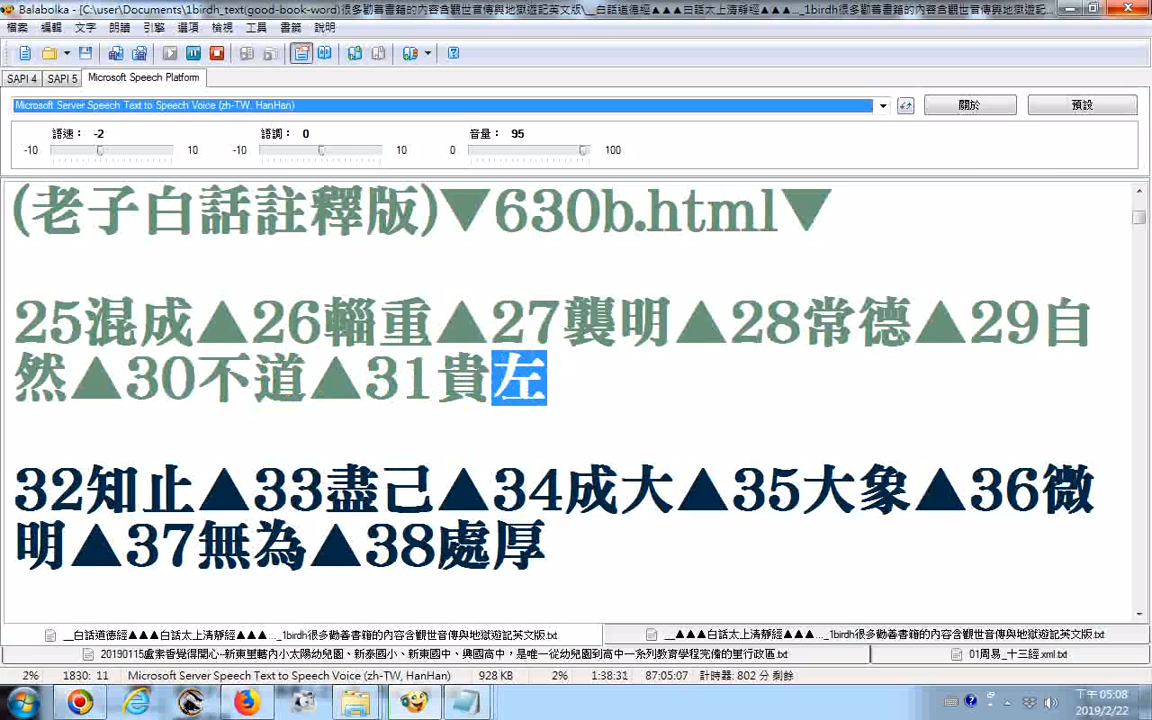 Balabolka - [C:\user\Documents\1birdh_text(good-book-word)很多勸善書籍的內容含觀世音傳與地獄遊記英文版\__白話道德經▲▲▲白話太上清靜經▲▲▲..._1birdh很多勸善書籍的內容含觀世音傳與地獄遊記...
檔案 編輯 文字 朗讀 引擎 選項 檢視 工具 書籤 說明
SAPI 4 SAPI 5 Microsoft Speech Platform
Microsoft Server Speech Text to Speech Voice (zh-TW, HanHan) 關於 預設
語速： -2 語調： 0 音量： 95
-10 10 -10 10 0 100
(老子白話註釋版)▼630b.html▼
25混成▲26輜重▲27襲明▲28常德▲29自
然▲30不道▲31貴左
32知止▲33盡己▲34成大▲35大象▲36微
明▲37無為▲38處厚
__白話道德經▲▲▲白話太上清靜經▲▲▲..._1birdh很多勸善書籍的內容含觀世音傳與地獄遊記英文版.txt __▲▲▲白話太上清靜經▲▲▲..._1birdh很多勸善書籍的內容含觀世音傳與地獄遊記英文版.txt
20190115盧素香覺得開心--新東里轄內小太陽幼兒園、新泰國小、新東國中、興國高中，是唯一從幼兒園到高中一系列教育學程完備的里行政區.txt 01周易_十三經.xml.txt
2% 1830: 11 Microsoft Server Speech Text to Speech Voice (zh-TW, HanHan) 928 KB 2% 1:38:31 87:05:07 計時器: 802 分 剩餘
下午 05:08
2019/2/22